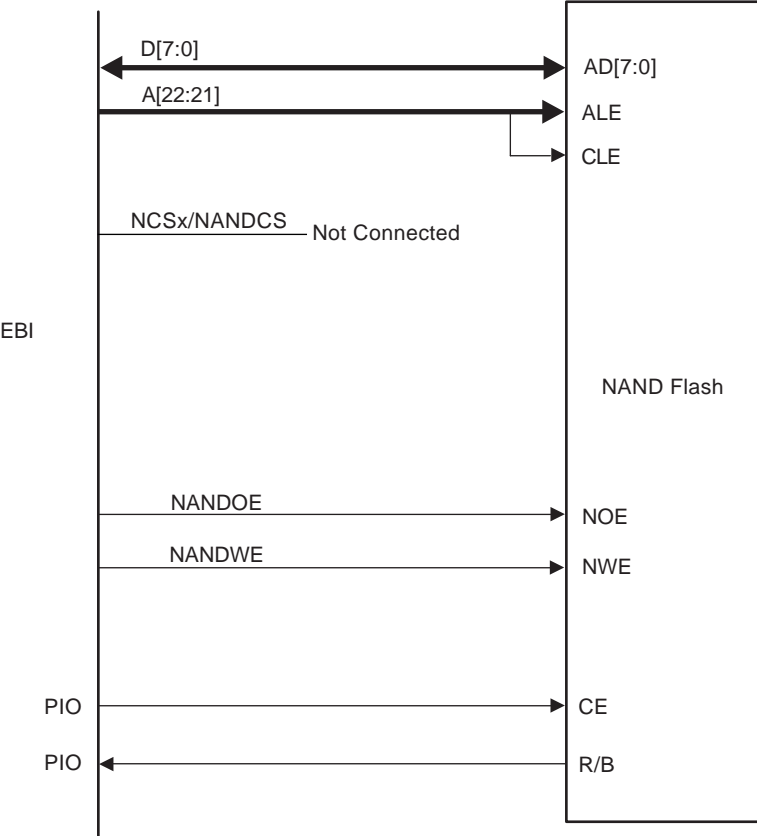 D[7:0]
AD[7:0]
A[22:21]
ALE
CLE
NCSx/NANDCS
Not Connected
EBI
NAND Flash
NANDOE
NOE
NANDWE
NWE
PIO
CE
PIO
R/B